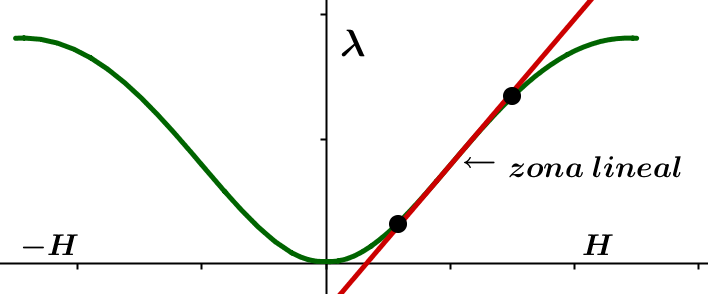 λ
← zona lineal
−H
H